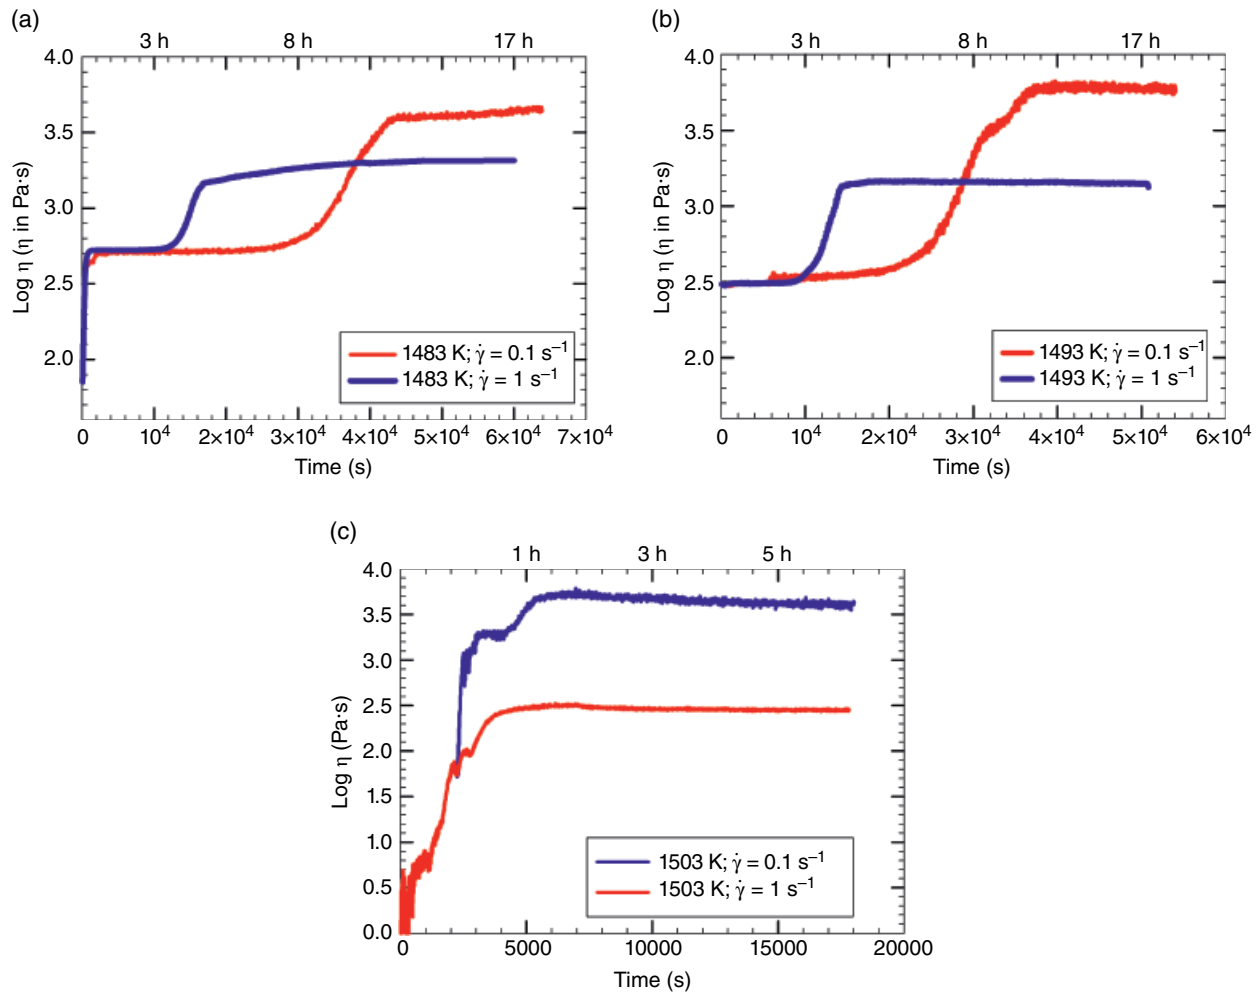 (a)
3 h 8 h 17 h
4.0
3.5
3.0
2.5
2.0
Log η (η in Pa·s)
1483 K; γ̇ = 0.1 s⁻¹
1483 K; γ̇ = 1 s⁻¹
0 10⁴ 2×10⁴ 3×10⁴ 4×10⁴ 5×10⁴ 6×10⁴ 7×10⁴
Time (s)
(b)
3 h 8 h 17 h
4.0
3.5
3.0
2.5
2.0
Log η (η in Pa·s)
1493 K; γ̇ = 0.1 s⁻¹
1493 K; γ̇ = 1 s⁻¹
0 10⁴ 2×10⁴ 3×10⁴ 4×10⁴ 5×10⁴ 6×10⁴
Time (s)
(c)
1 h 3 h 5 h
4.0
3.5
3.0
2.5
2.0
1.5
1.0
0.5
0.0
Log η (Pa·s)
1503 K; γ̇ = 0.1 s⁻¹
1503 K; γ̇ = 1 s⁻¹
0 5000 10000 15000 20000
Time (s)